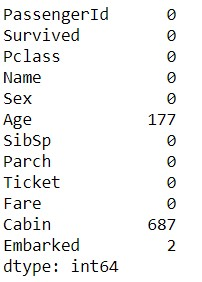 PassengerId 0
Survived 0
Pclass 0
Name 0
Sex 0
Age 177
SibSp 0
Parch 0
Ticket 0
Fare 0
Cabin 687
Embarked 2
dtype: int64